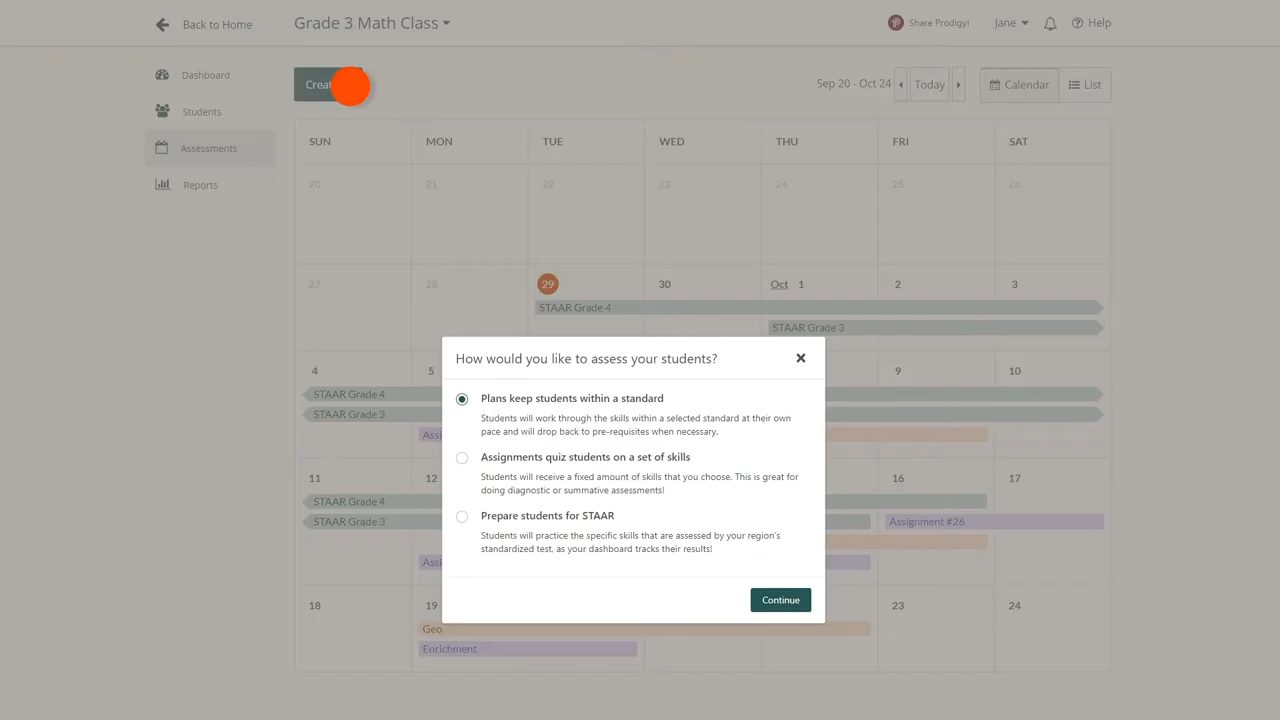 Back to Home
Grade 3 Math Class
Share Prodigy!
Jane
Help
Dashboard
Students
Assessments
Reports
Sep 20 - Oct 24
Today
Calendar
List
SUN MON TUE WED THU FRI SAT
20 21 22 23 24 25 26
27 28 29 30 Oct 1 2 3
STAAR Grade 4
STAAR Grade 3
4 5 9 10
STAAR Grade 4
STAAR Grade 3
11 12 16 17
STAAR Grade 4
STAAR Grade 3
Assignment #26
18 19 23 24
Geo
Enrichment
How would you like to assess your students?
Plans keep students within a standard
Students will work through the skills within a selected standard at their own
pace and will drop back to pre-requisites when necessary.
Assignments quiz students on a set of skills
Students will receive a fixed amount of skills that you choose. This is great for
doing diagnostic or summative assessments!
Prepare students for STAAR
Students will practice the specific skills that are assessed by your region's
standardized test, as your dashboard tracks their results!
Continue